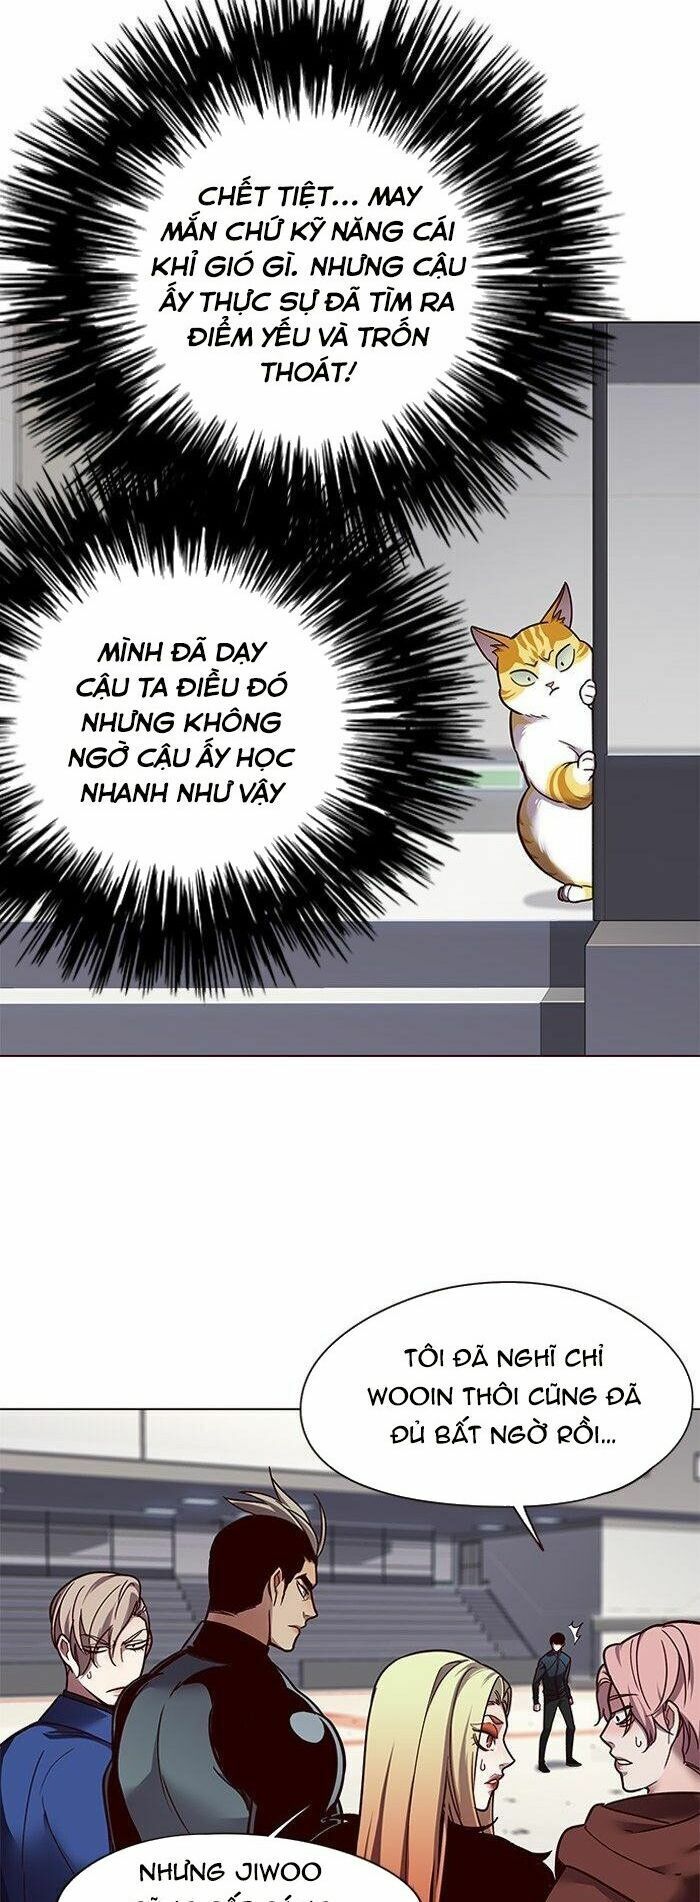 CHẾT TIỆT... MAY
MẮN CHỨ KỸ NĂNG CÁI
KHỈ GIÓ GÌ. NHƯNG CẬU
ẤY THỰC SỰ ĐÃ TÌM RA
ĐIỂM YẾU VÀ TRỐN
THOÁT!
MÌNH ĐÃ DẠY
CẬU TA ĐIỀU ĐÓ
NHƯNG KHÔNG
NGỜ CẬU ẤY HỌC
NHANH NHƯ VẬY
TÔI ĐÃ NGHĨ CHỈ
WOOIN THÔI CŨNG ĐÃ
ĐỦ BẤT NGỜ RỒI...
NHƯNG JIWOO